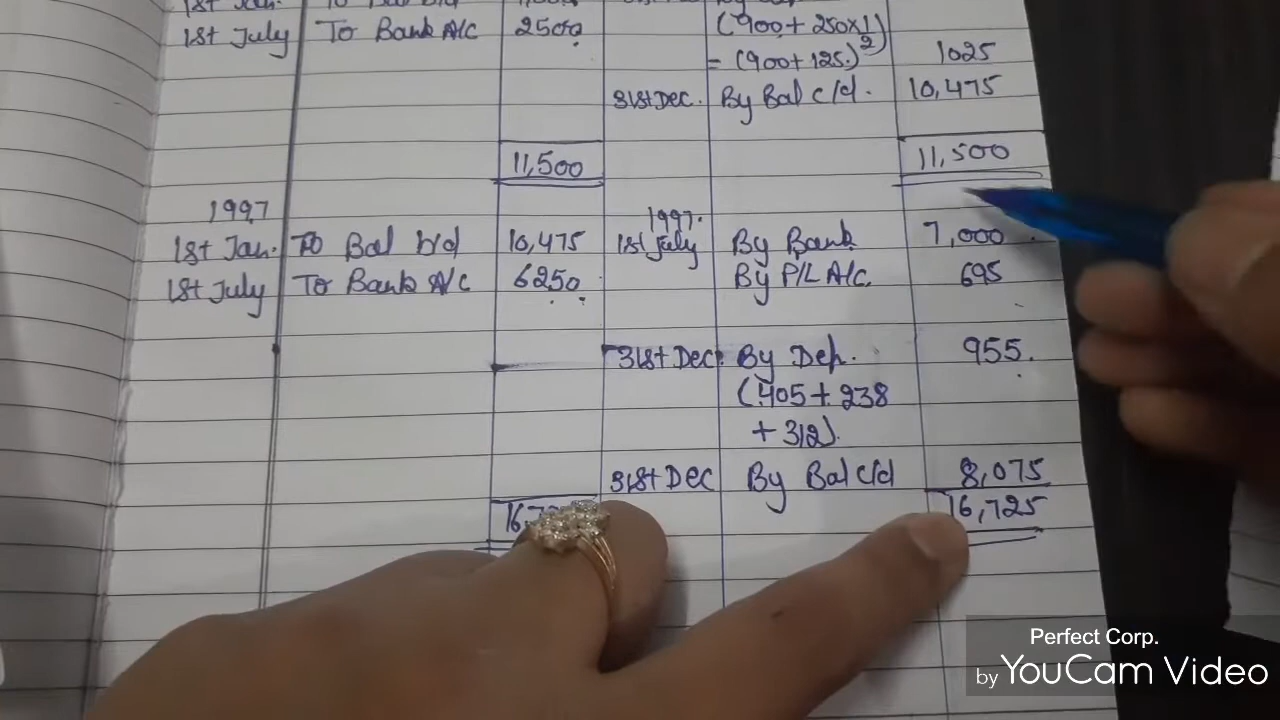 1st July To Bank A/C 2500 (900 + 250x1/2)
= (900+125) 1025
31st Dec. By Bal c/d. 10,475
11,500 11,500
1997 1997.
1st Jan. To Bal b/d 10,475 1st July By Bank 7,000
1st July To Bank A/C 6250 By P/L A/C. 695
31st Dec. By Dep. 955.
(405 + 238
+ 312).
31st Dec By Bal c/d 8,075
16,725
Perfect Corp.
by YouCam Video